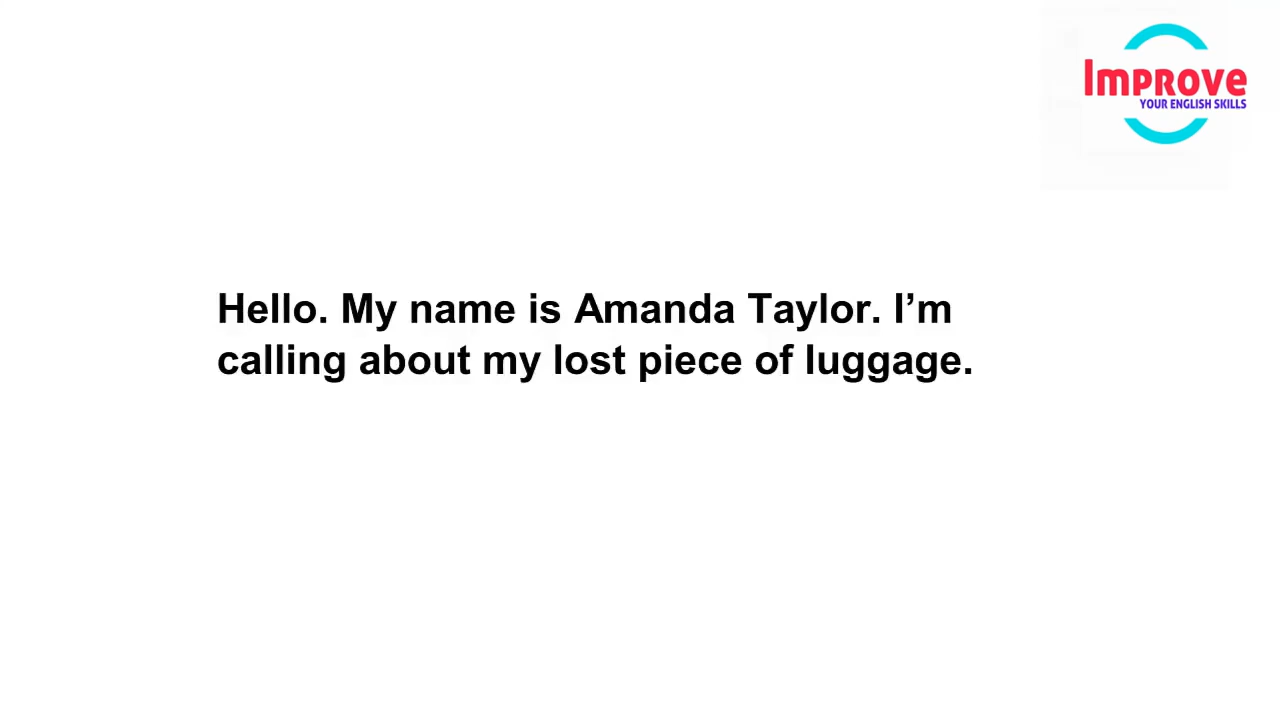 Improve
YOUR ENGLISH SKILLS
Hello. My name is Amanda Taylor. I’m
calling about my lost piece of luggage.